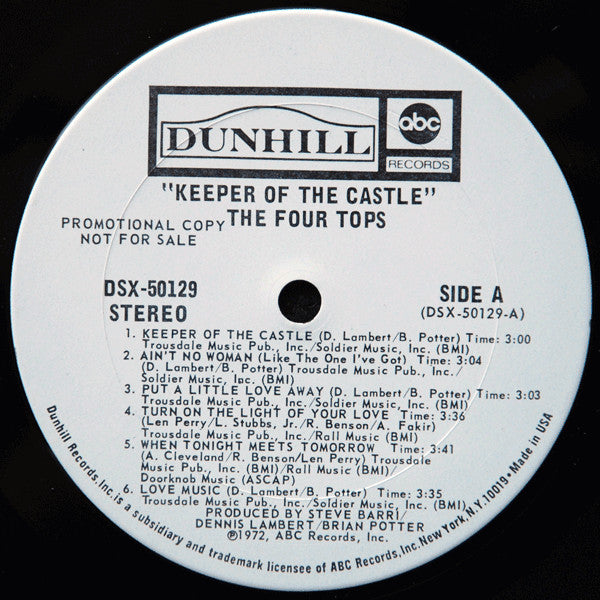 DUNHILL
abc
RECORDS
"KEEPER OF THE CASTLE"
THE FOUR TOPS
PROMOTIONAL COPY
NOT FOR SALE
DSX-50129
STEREO
SIDE A
(DSX-50129-A)
1. KEEPER OF THE CASTLE (D. Lambert/B. Potter) Time: 3:00
Trousdale Music Pub., Inc./Soldier Music, Inc. (BMI)
2. AIN'T NO WOMAN (Like The One I've Got) Time: 3:04
(D. Lambert/B. Potter) Trousdale Music Pub., Inc./
Soldier Music, Inc. (BMI)
3. PUT A LITTLE LOVE AWAY (D. Lambert/B. Potter) Time: 3:03
Trousdale Music Pub., Inc./Soldier Music, Inc. (BMI)
4. TURN ON THE LIGHT OF YOUR LOVE Time: 3:36
(Len Perry/L. Stubbs, Jr./R. Benson/A. Fakir)
Trousdale Music Pub., Inc./Rall Music (BMI)
5. WHEN TONIGHT MEETS TOMORROW Time: 3:41
(A. Cleveland/R. Benson/Len Perry) Trousdale
Music Pub., Inc. (BMI)/Rall Music (BMI)/
Doorknob Music (ASCAP)
6. LOVE MUSIC (D. Lambert/B. Potter) Time: 3:35
Trousdale Music Pub., Inc./Soldier Music, Inc. (BMI)
PRODUCED BY STEVE BARRI/
DENNIS LAMBERT/BRIAN POTTER
℗1972, ABC Records, Inc.
Dunhill Records, Inc. is a subsidiary and trademark licensee of ABC Records, Inc. New York, N.Y. 10019 • Made in USA